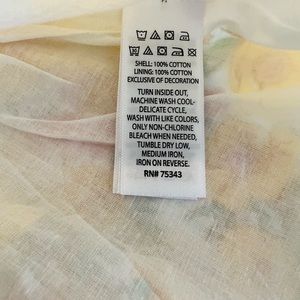 SHELL: 100% COTTON
LINING: 100% COTTON
EXCLUSIVE OF DECORATION
TURN INSIDE OUT,
MACHINE WASH COOL-
DELICATE CYCLE,
WASH WITH LIKE COLORS,
ONLY NON-CHLORINE
BLEACH WHEN NEEDED,
TUMBLE DRY LOW,
MEDIUM IRON,
IRON ON REVERSE.
RN# 75343